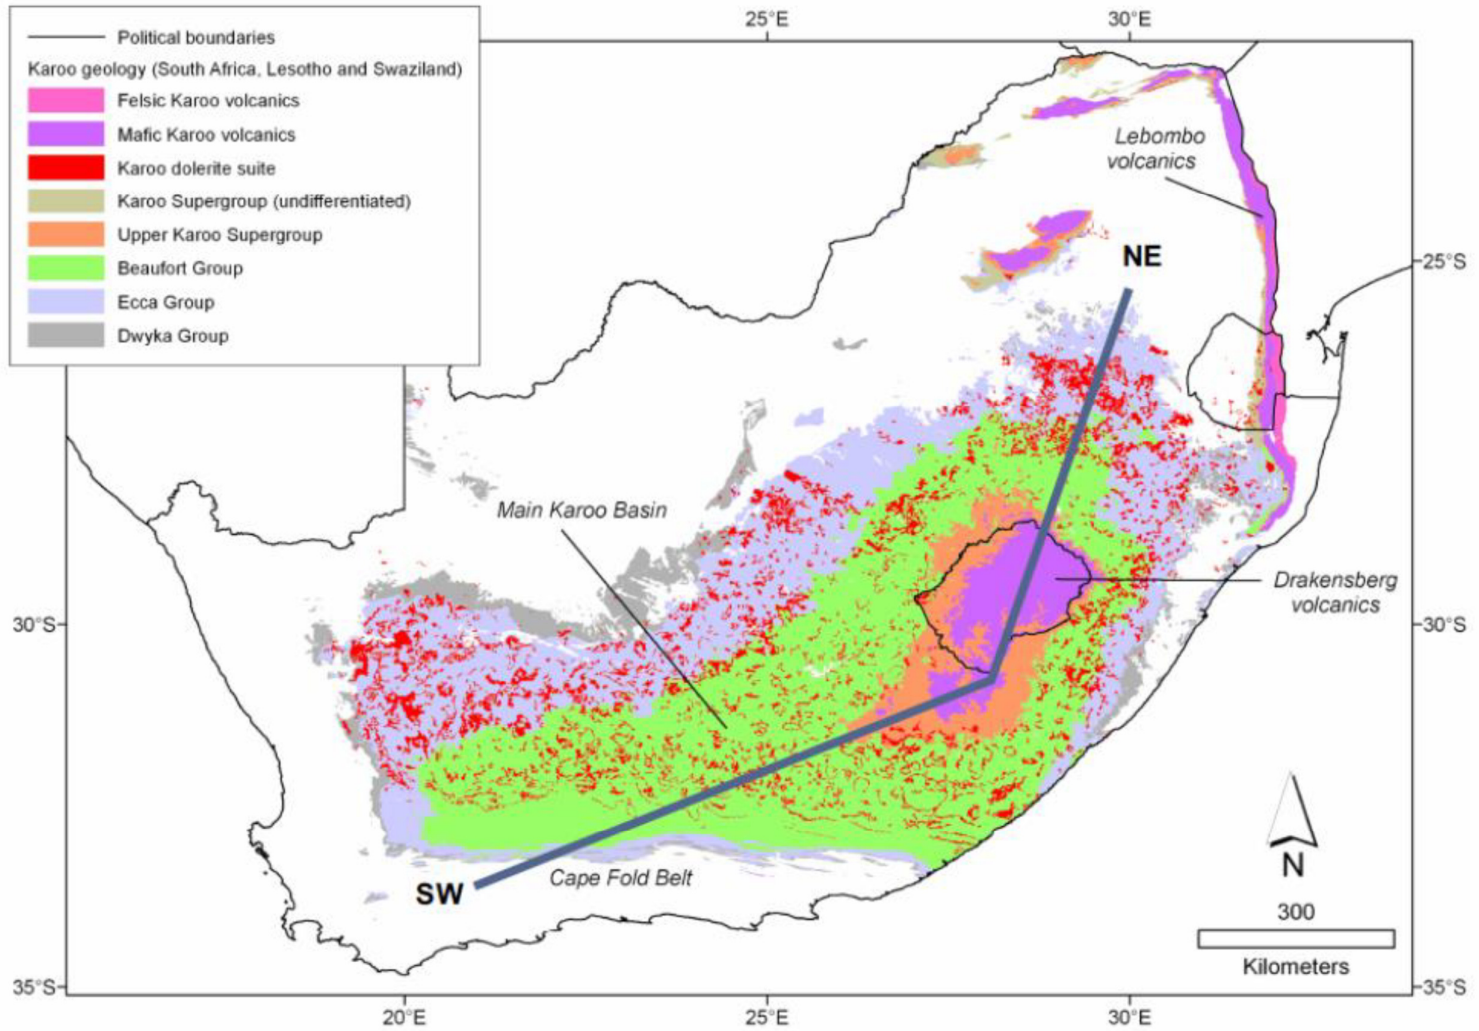 25°E
30°E
Political boundaries
Karoo geology (South Africa, Lesotho and Swaziland)
Felsic Karoo volcanics
Mafic Karoo volcanics
Karoo dolerite suite
Karoo Supergroup (undifferentiated)
Upper Karoo Supergroup
Beaufort Group
Ecca Group
Dwyka Group
Lebombo
volcanics
NE
25°S
25°S
Main Karoo Basin
Drakensberg
volcanics
30°S
30°S
SW
Cape Fold Belt
N
300
Kilometers
35°S
35°S
20°E
25°E
30°E